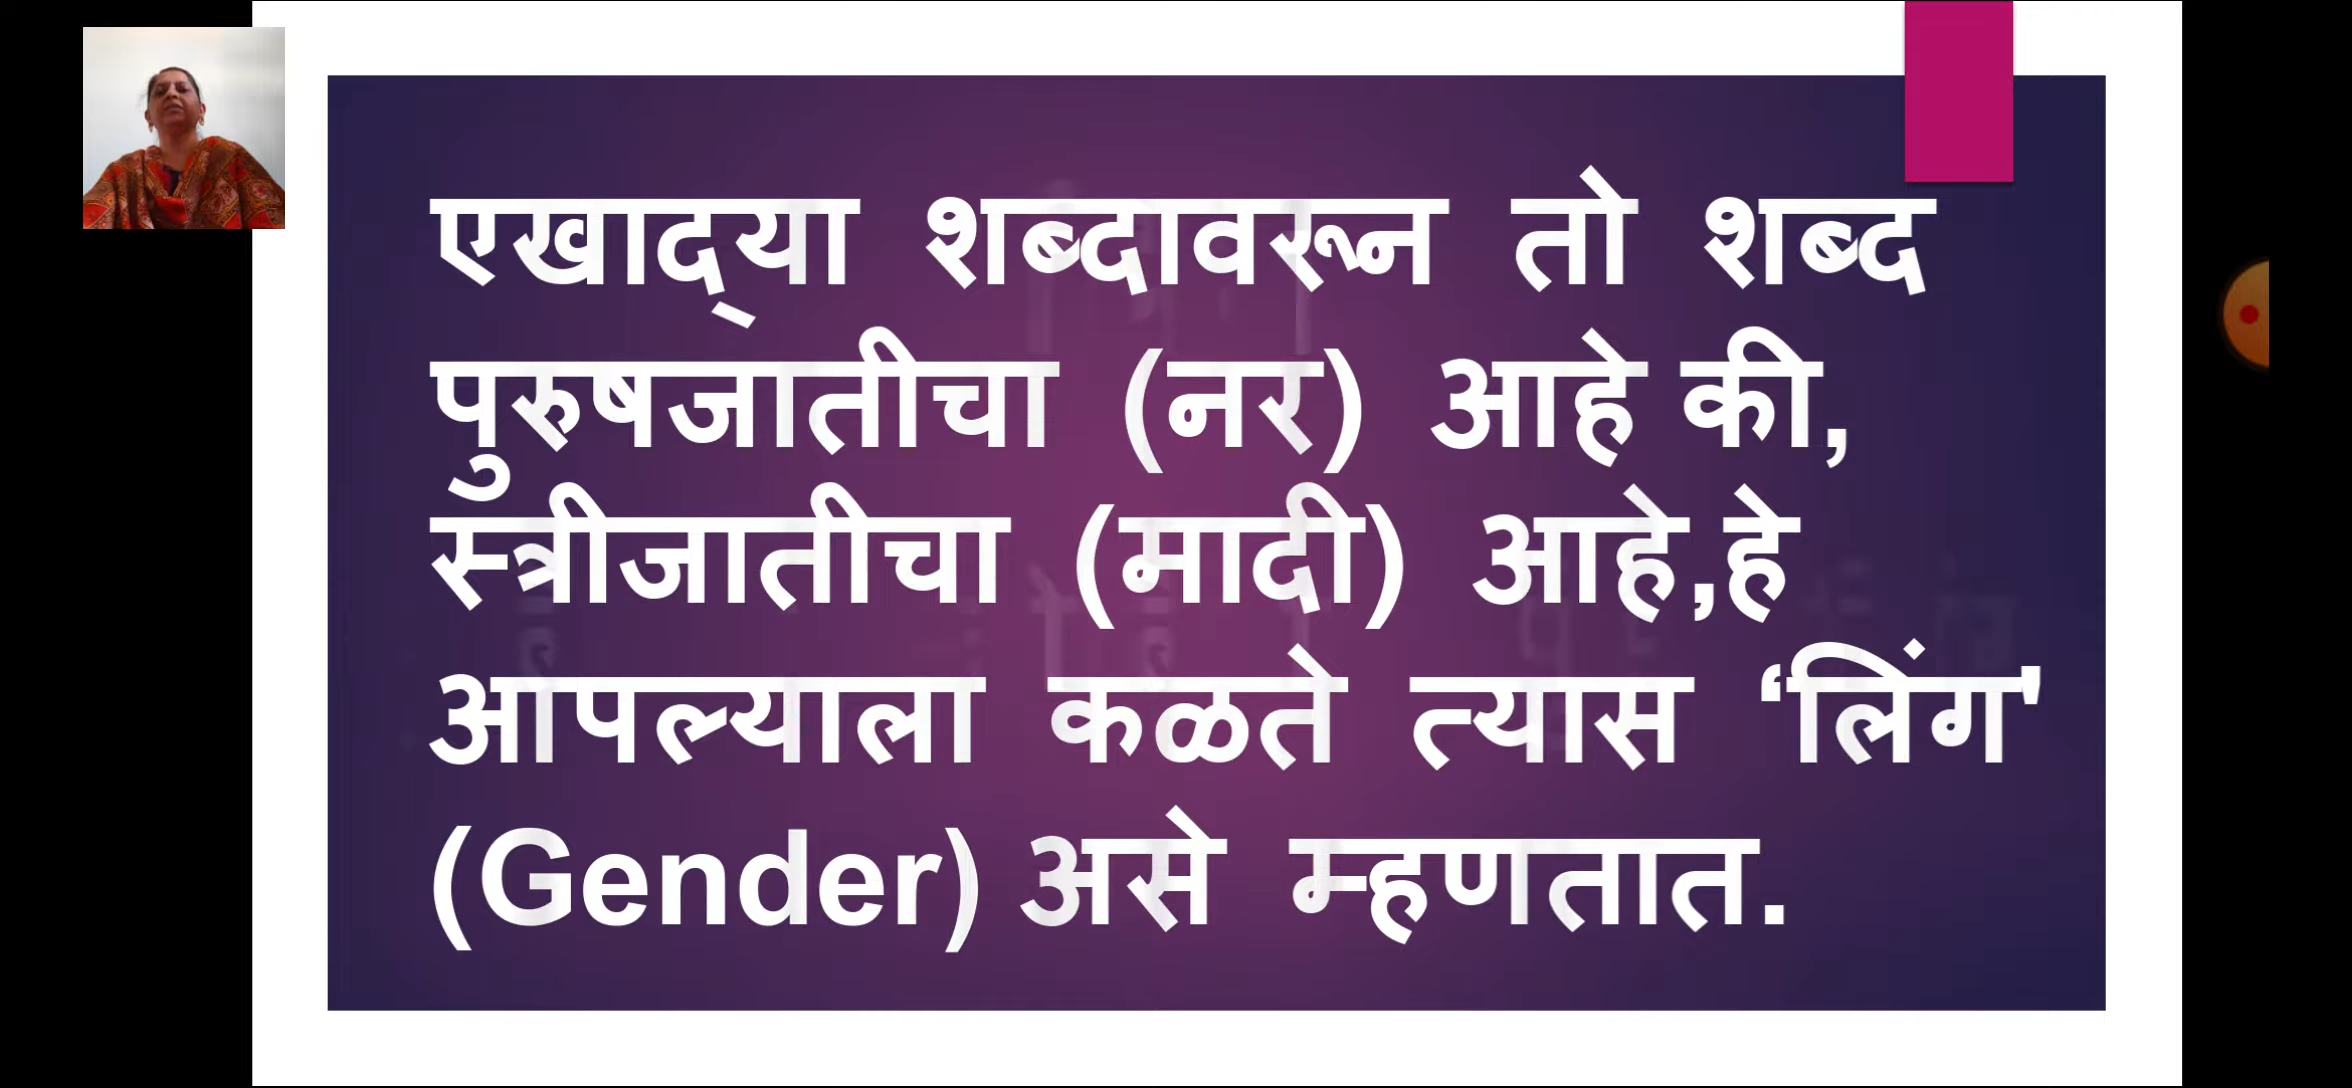 एखाद्‌या शब्दावरून तो शब्द
पुरुषजातीचा (नर) आहे की,
स्त्रीजातीचा (मादी) आहे,हे
आपल्याला कळते त्यास ‘लिंग'
(Gender) असे म्हणतात.